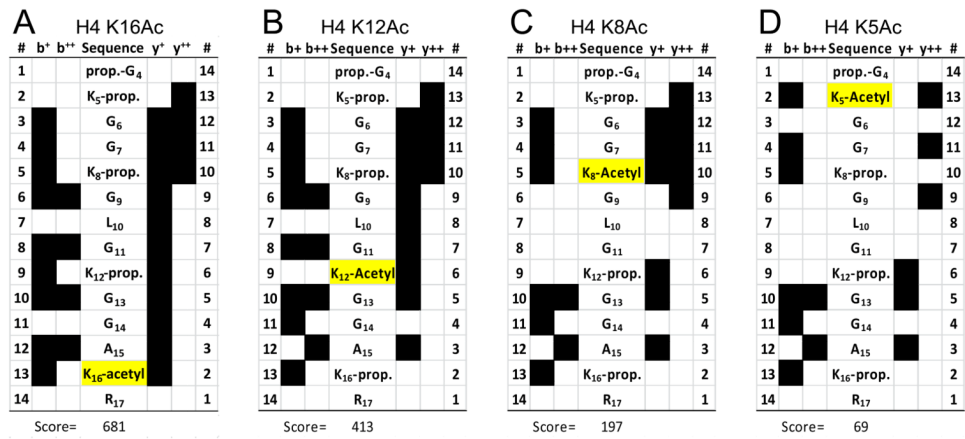 A H4 K16Ac
# b⁺ b⁺⁺ Sequence y⁺ y⁺⁺ #
1 prop.-G₄ 14
2 K₅-prop. 13
3 G₆ 12
4 G₇ 11
5 K₈-prop. 10
6 G₉ 9
7 L₁₀ 8
8 G₁₁ 7
9 K₁₂-prop. 6
10 G₁₃ 5
11 G₁₄ 4
12 A₁₅ 3
13 K₁₆-acetyl 2
14 R₁₇ 1
Score= 681
B H4 K12Ac
# b+ b++ Sequence y+ y++ #
1 prop.-G₄ 14
2 K₅-prop. 13
3 G₆ 12
4 G₇ 11
5 K₈-prop. 10
6 G₉ 9
7 L₁₀ 8
8 G₁₁ 7
9 K₁₂-Acetyl 6
10 G₁₃ 5
11 G₁₄ 4
12 A₁₅ 3
13 K₁₆-prop. 2
14 R₁₇ 1
Score= 413
C H4 K8Ac
# b+ b++ Sequence y+ y++ #
1 prop.-G₄ 14
2 K₅-prop. 13
3 G₆ 12
4 G₇ 11
5 K₈-Acetyl 10
6 G₉ 9
7 L₁₀ 8
8 G₁₁ 7
9 K₁₂-prop 6
10 G₁₃ 5
11 G₁₄ 4
12 A₁₅ 3
13 K₁₆-prop. 2
14 R₁₇ 1
Score= 197
D H4 K5Ac
# b+ b++ Sequence y+ y++ #
1 prop.-G₄ 14
2 K₅-Acetyl 13
3 G₆ 12
4 G₇ 11
5 K₈-prop. 10
6 G₉ 9
7 L₁₀ 8
8 G₁₁ 7
9 K₁₂-prop 6
10 G₁₃ 5
11 G₁₄ 4
12 A₁₅ 3
13 K₁₆-prop. 2
14 R₁₇ 1
Score= 69